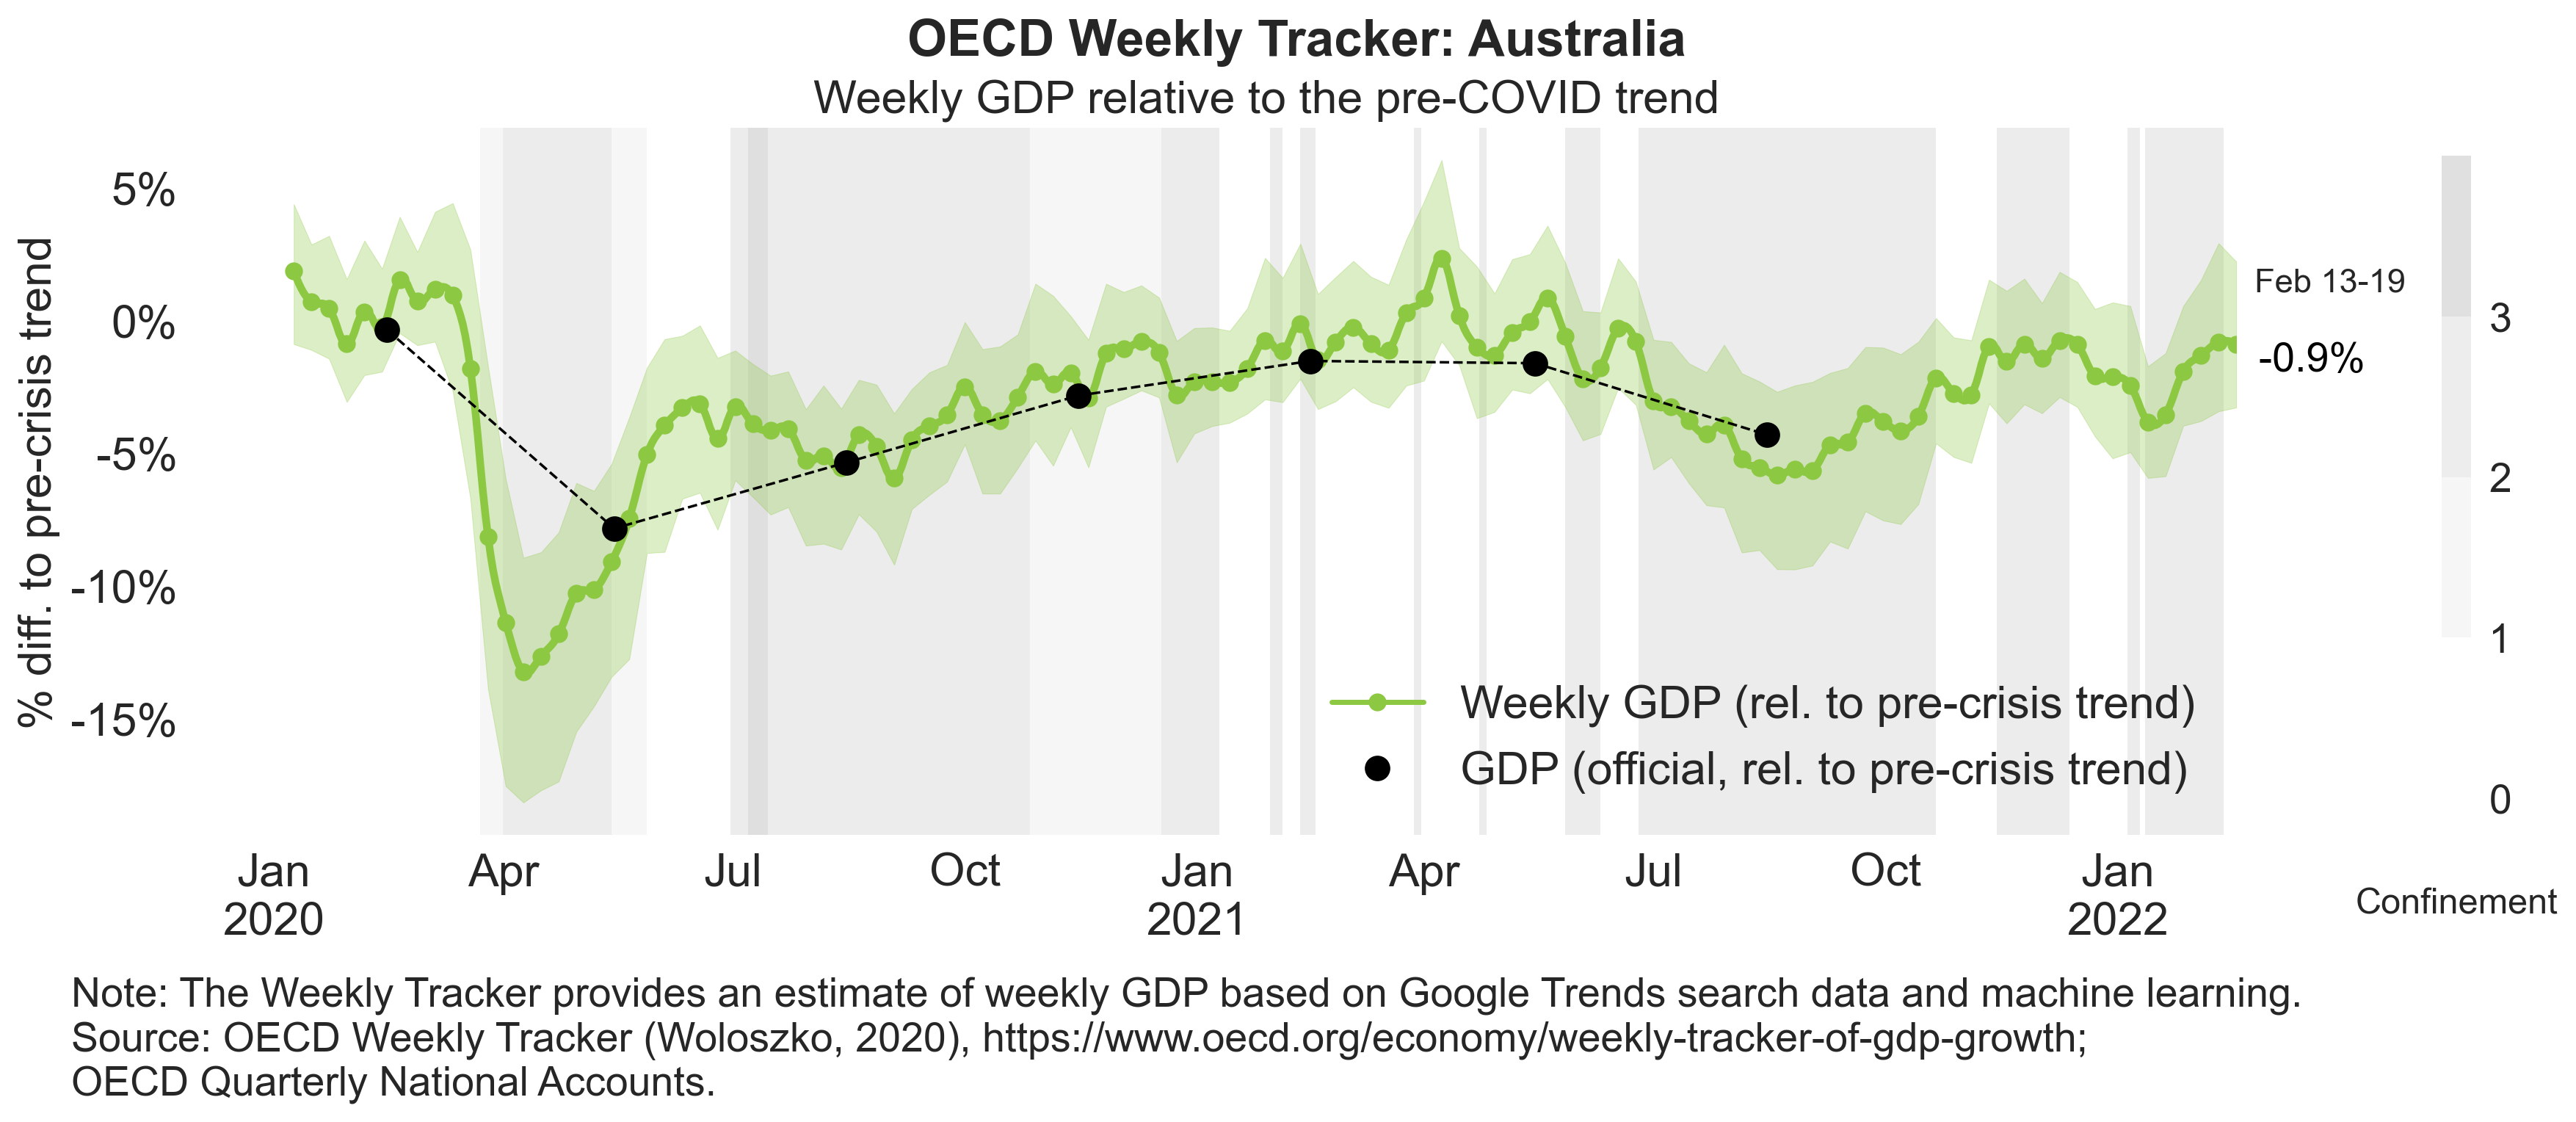 OECD Weekly Tracker: Australia
Weekly GDP relative to the pre-COVID trend
% diff. to pre-crisis trend
5%
0%
-5%
-10%
-15%
Feb 13-19
-0.9%
3
2
1
0
Confinement
Weekly GDP (rel. to pre-crisis trend)
GDP (official, rel. to pre-crisis trend)
Jan Apr Jul Oct Jan Apr Jul Oct Jan
2020 2021 2022
Note: The Weekly Tracker provides an estimate of weekly GDP based on Google Trends search data and machine learning.
Source: OECD Weekly Tracker (Woloszko, 2020), https://www.oecd.org/economy/weekly-tracker-of-gdp-growth;
OECD Quarterly National Accounts.